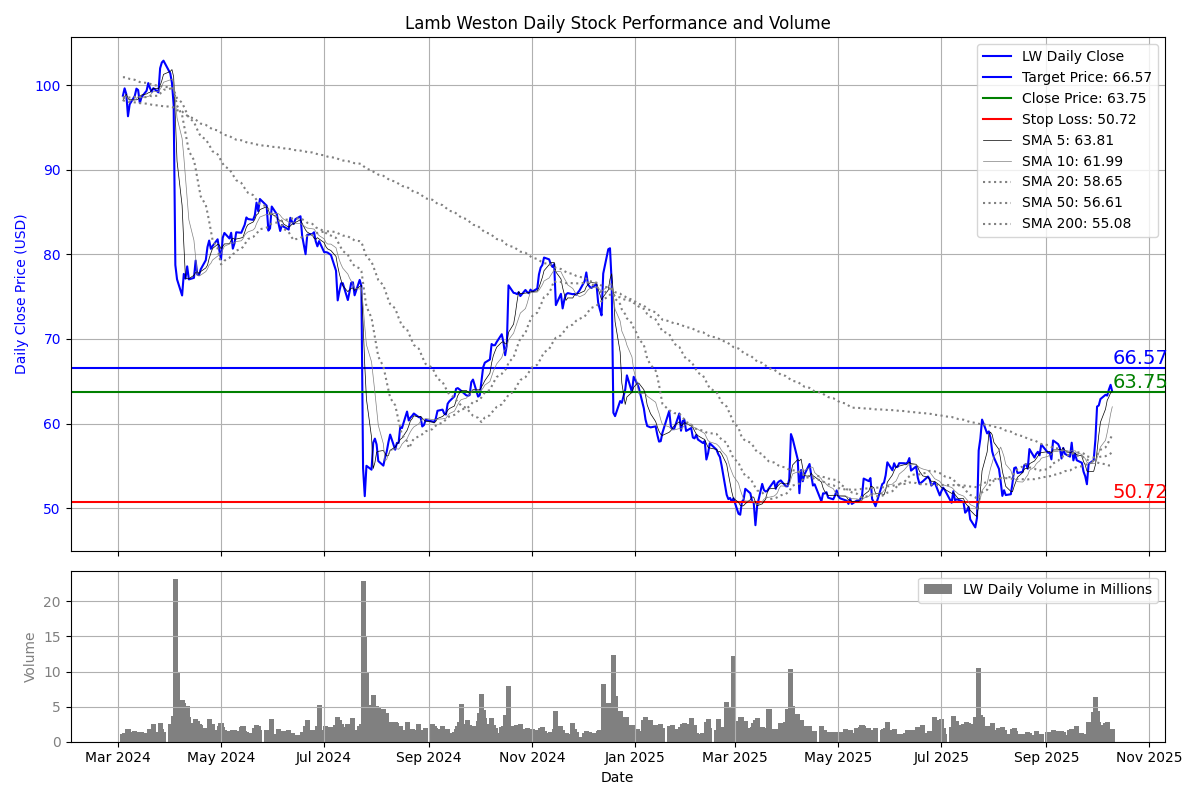 Lamb Weston Daily Stock Performance and Volume
Daily Close Price (USD)
100
90
80
70
60
50
LW Daily Close
Target Price: 66.57
Close Price: 63.75
Stop Loss: 50.72
SMA 5: 63.81
SMA 10: 61.99
SMA 20: 58.65
SMA 50: 56.61
SMA 200: 55.08
66.57
63.75
50.72
Volume
20
15
10
5
0
LW Daily Volume in Millions
Mar 2024 May 2024 Jul 2024 Sep 2024 Nov 2024 Jan 2025 Mar 2025 May 2025 Jul 2025 Sep 2025 Nov 2025
Date